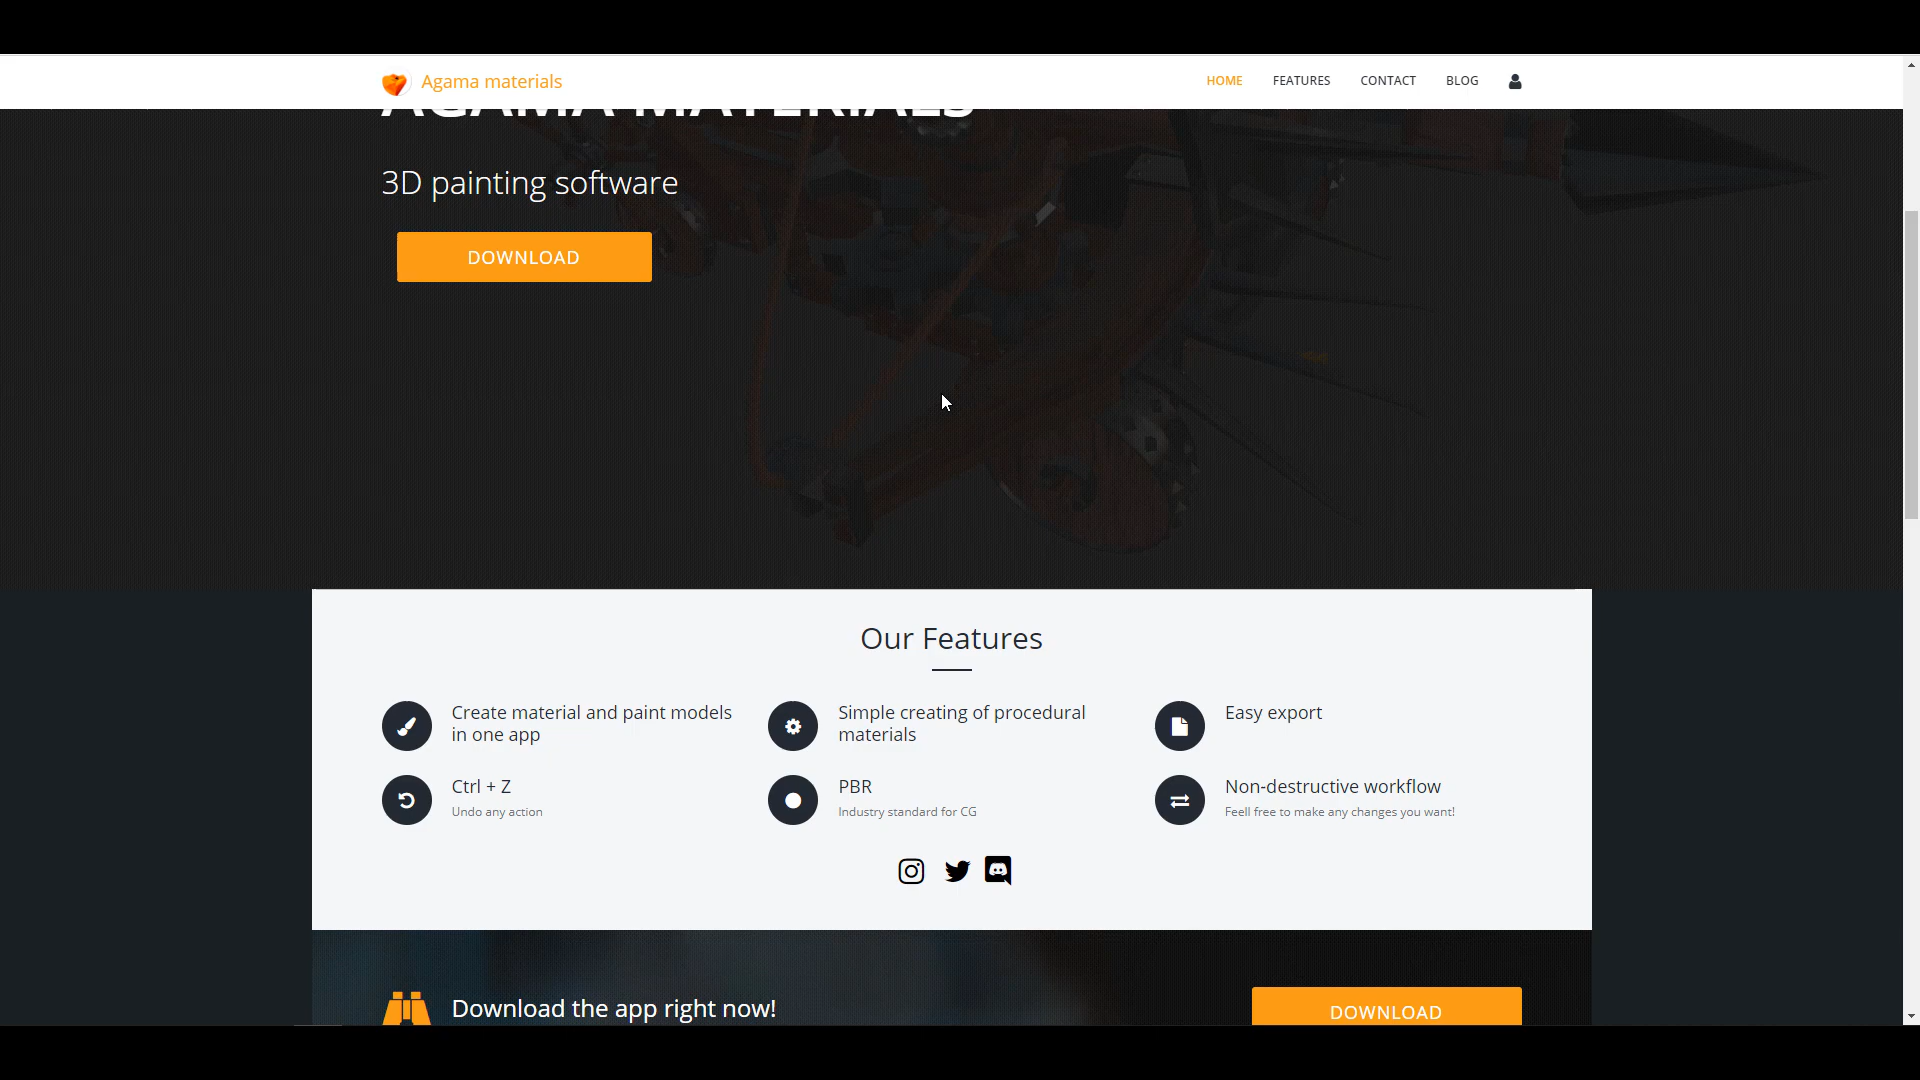 Agama materials
HOME
FEATURES
CONTACT
BLOG
AGAMA MATERIALS
3D painting software
DOWNLOAD
Our Features
Create material and paint models
in one app
Simple creating of procedural
materials
Easy export
Ctrl + Z
Undo any action
PBR
Industry standard for CG
Non-destructive workflow
Feell free to make any changes you want!
Download the app right now!
DOWNLOAD